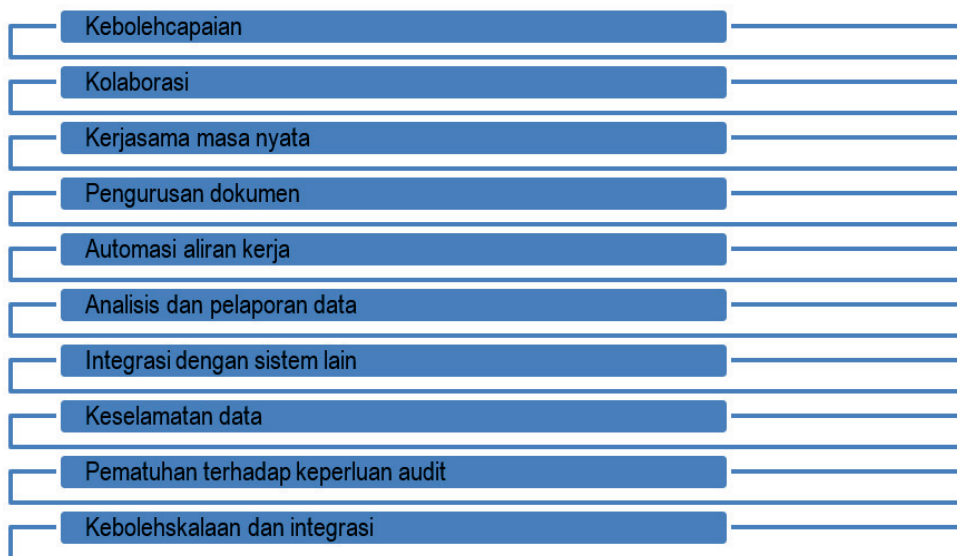 Kebolehcapaian
Kolaborasi
Kerjasama masa nyata
Pengurusan dokumen
Automasi aliran kerja
Analisis dan pelaporan data
Integrasi dengan sistem lain
Keselamatan data
Pematuhan terhadap keperluan audit
Kebolehskalaan dan integrasi